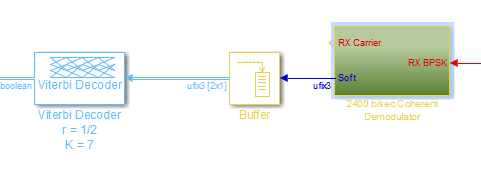 RX Carrier
RX BPSK
boolean
Viterbi Decoder
ufix3 [2x1]
ufix3
Soft
Viterbi Decoder
r = 1/2
K = 7
Buffer
2400 b/sec Coherent
Demodulator